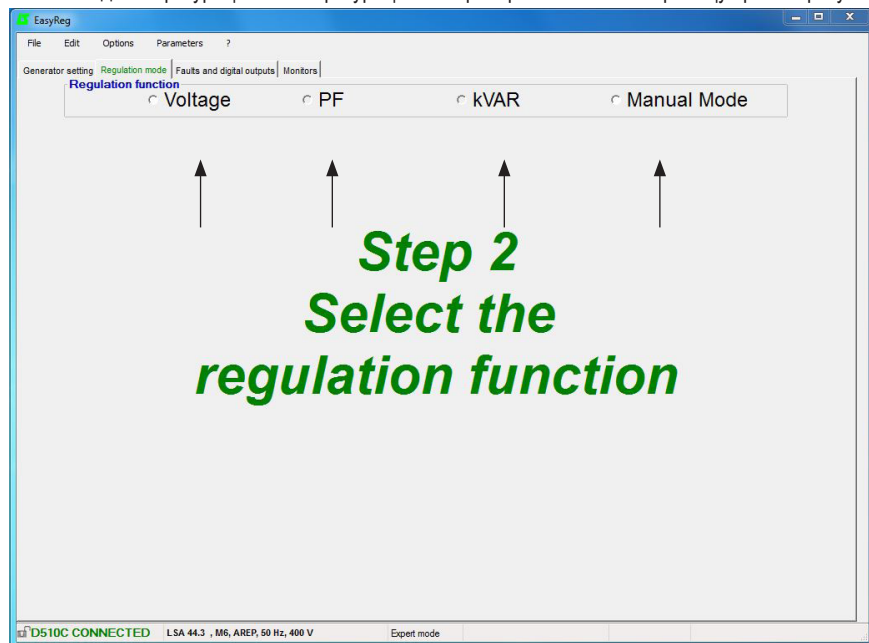 EasyReg
File Edit Options Parameters ?
Generator setting Regulation mode Faults and digital outputs Monitors
Regulation function
Voltage PF kVAR Manual Mode
Step 2
Select the
regulation function
D510C CONNECTED LSA 44.3 , M6, AREP, 50 Hz, 400 V Expert mode